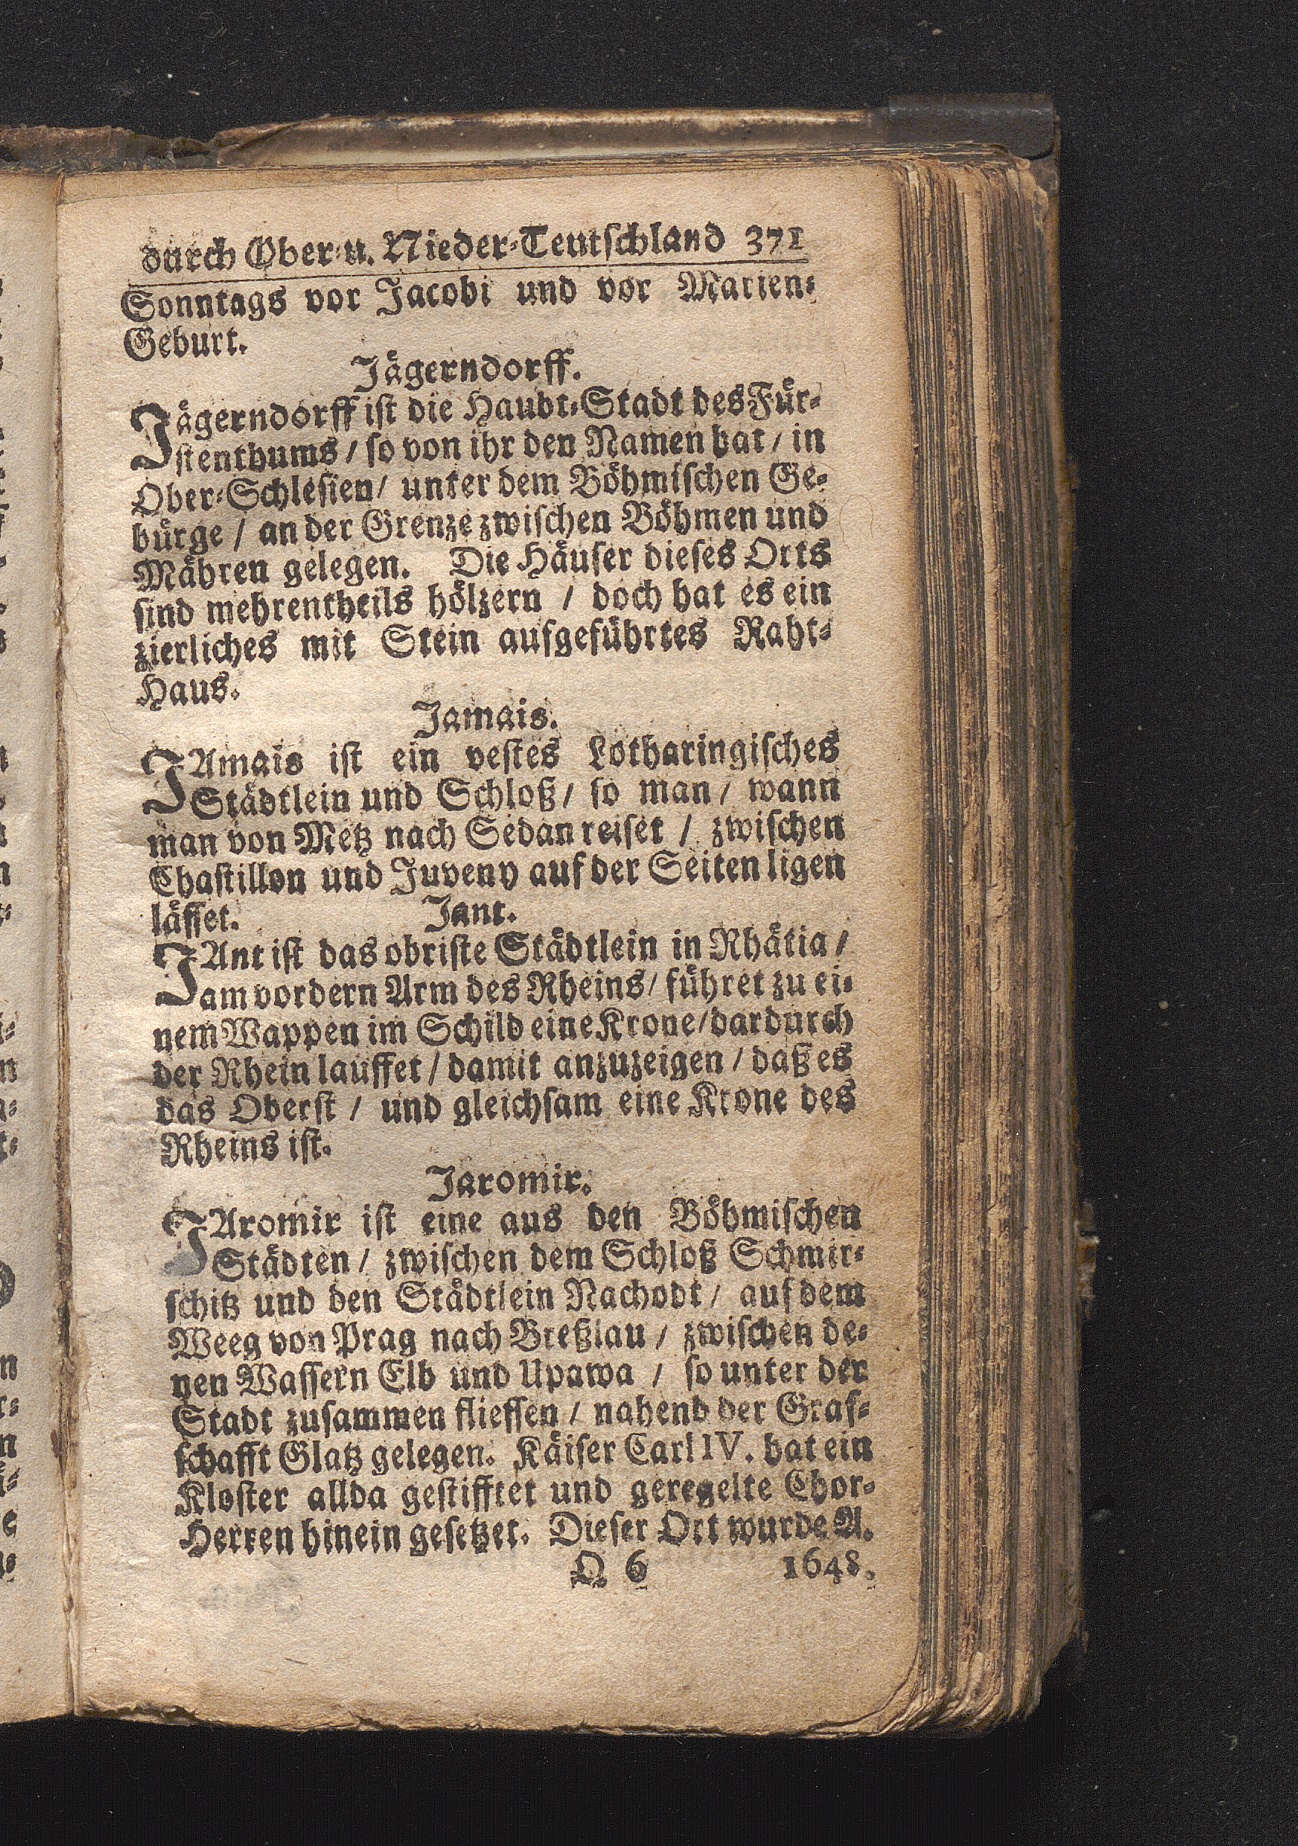 durch Ober-u. Nieder-Teutschland 371
Sonntags vor Jacobi und vor Marien-
Geburt.
Jägerndorff.
Jägerndorff ist die Haubt-Stadt des Für-
stenthums / so von ihr den Namen hat / in
Ober-Schlesien / unter dem Böhmischen Ge-
bürge / an der Grenze zwischen Böhmen und
Mähren gelegen. Die Häuser dieses Orts
sind mehrentheils hölzern / doch hat es ein
zierliches mit Stein aufgeführtes Raht-
Haus.
Jamais.
JAmais ist ein vestes Lotharingisches
Städtlein und Schloß / so man / wann
man von Metz nach Sedan reiset / zwischen
Chastillon und Juveny auf der Seiten ligen
lässet.
Jant.
JAnt ist das obriste Städtlein in Rhätia /
am vordern Arm des Rheins / führet zu ei-
nem Wappen im Schild eine Krone / dardurch
der Rhein lauffet / damit anzuzeigen / daß es
das Oberst / und gleichsam eine Krone des
Rheins ist.
Jaromir.
JAromir ist eine aus den Böhmischen
Städten / zwischen dem Schloß Schmir-
schitz und den Städtlein Nachodt / auf dem
Weeg von Prag nach Breßlau / zwischen de-
nen Wassern Elb und Upawa / so unter der
Stadt zusammen fliessen / nahend der Graf-
schafft Glatz gelegen. Käiser Carl IV. hat ein
Kloster allda gestifftet und geregelte Chor-
Herren hinein gesetzet. Dieser Ort wurde A.
Q 6 1648.